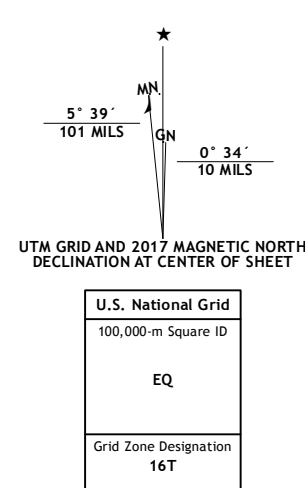 ★
MN
GN
5° 39´
101 MILS
0° 34´
10 MILS
UTM GRID AND 2017 MAGNETIC NORTH
DECLINATION AT CENTER OF SHEET
U.S. National Grid
100,000-m Square ID
EQ
Grid Zone Designation
16T